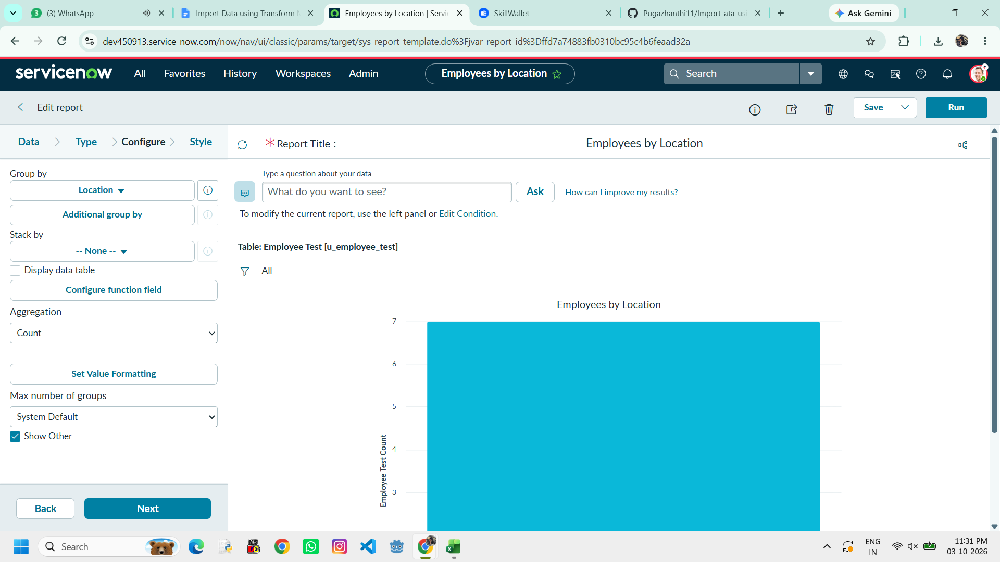 (3) WhatsApp
Import Data using Transform
Employees by Location | Servic
SkillWallet
Pugazhanthi11/Import_ata_usi
Ask Gemini
dev450913.service-now.com/now/nav/ui/classic/params/target/sys_report_template.do%3Fjvar_report_id%3Dffd7a74883fb0310bc95c4b6feaad32a
servicenow
All
Favorites
History
Workspaces
Admin
Employees by Location
Search
Edit report
Save
Run
Data
Type
Configure
Style
Report Title :
Employees by Location
Group by
Location
Additional group by
Stack by
-- None --
Display data table
Configure function field
Aggregation
Count
Set Value Formatting
Max number of groups
System Default
Show Other
Back
Next
Type a question about your data
What do you want to see?
Ask
How can I improve my results?
To modify the current report, use the left panel or Edit Condition.
Table: Employee Test [u_employee_test]
All
Employees by Location
7
6
5
4
3
Employee Test Count
Search
ENG
IN
11:31 PM
03-10-2026